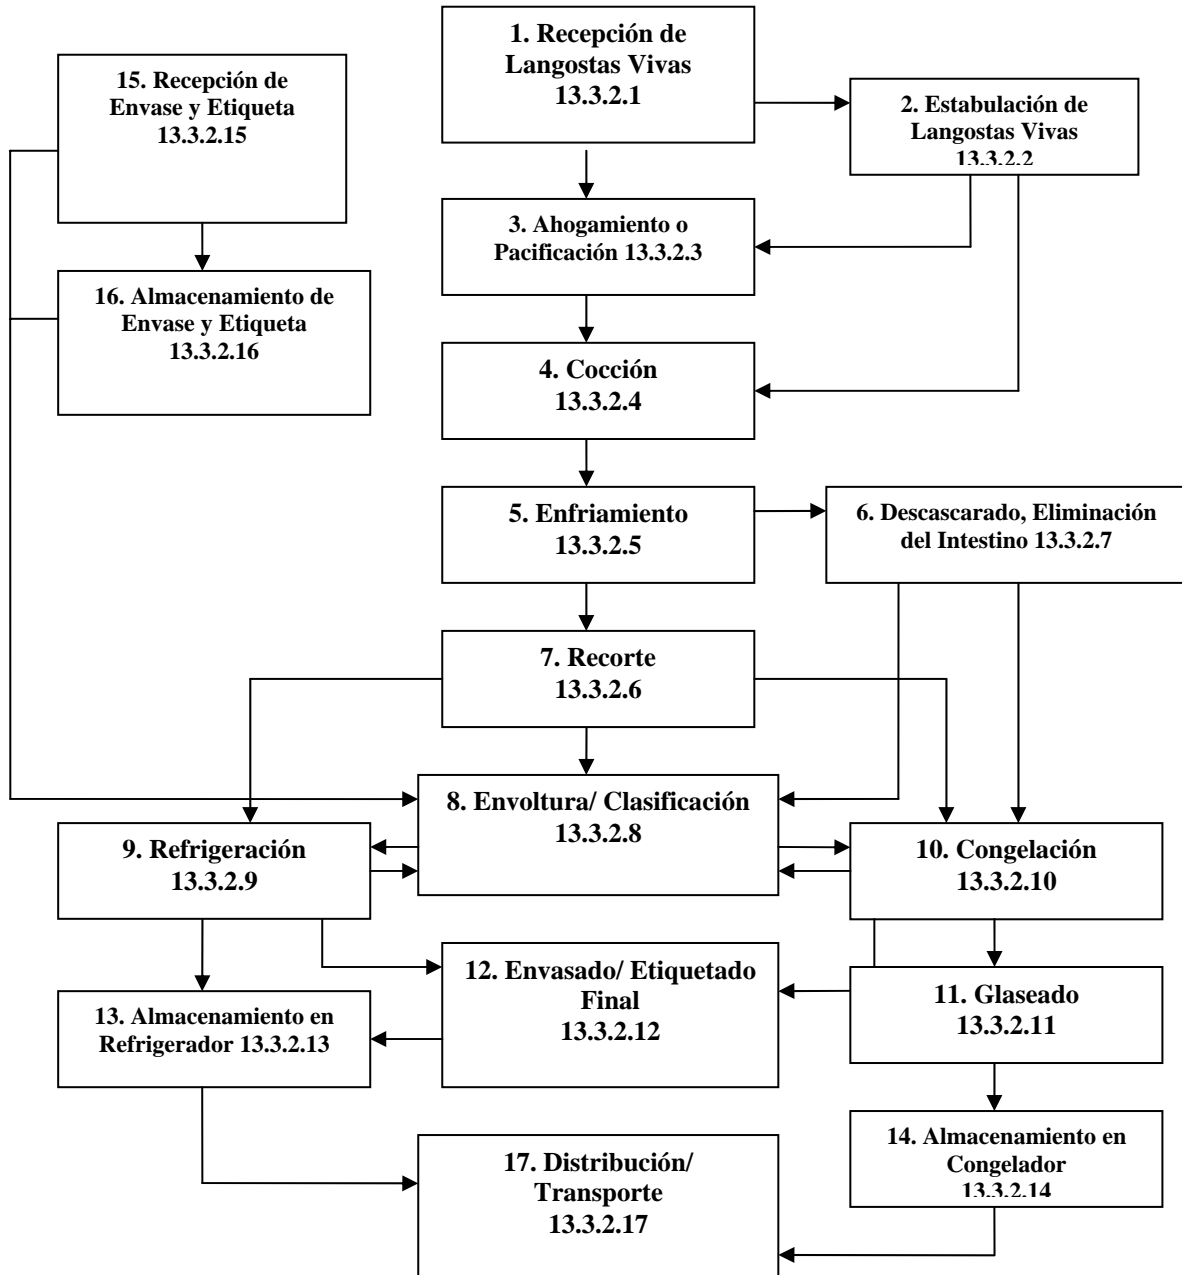 1. Recepción de
Langostas Vivas
13.3.2.1
15. Recepción de
Envase y Etiqueta
13.3.2.15
2. Estabulación de
Langostas Vivas
13.3.2.2
3. Ahogamiento o
Pacificación 13.3.2.3
16. Almacenamiento de
Envase y Etiqueta
13.3.2.16
4. Cocción
13.3.2.4
5. Enfriamiento
13.3.2.5
6. Descascarado, Eliminación
del Intestino 13.3.2.7
7. Recorte
13.3.2.6
8. Envoltura/ Clasificación
13.3.2.8
9. Refrigeración
13.3.2.9
10. Congelación
13.3.2.10
12. Envasado/ Etiquetado
Final
13.3.2.12
11. Glaseado
13.3.2.11
13. Almacenamiento en
Refrigerador 13.3.2.13
14. Almacenamiento en
Congelador
13.3.2.14
17. Distribución/
Transporte
13.3.2.17